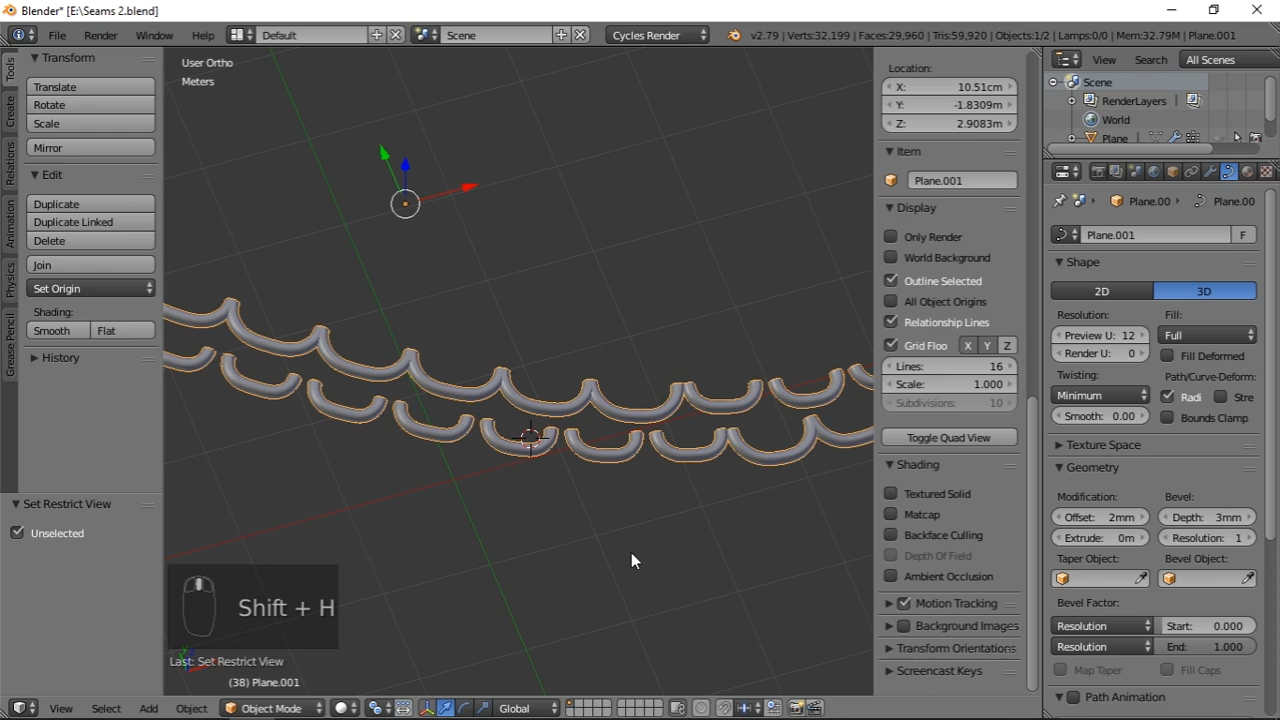 Blender* [E:\Seams 2.blend]
File Render Window Help Default Scene Cycles Render v2.79 | Verts:32,199 | Faces:29,960 | Tris:59,920 | Objects:1/2 | Lamps:0/0 | Mem:32.79M | Plane.001
Tools
Create
Relations
Animation
Physics
Grease Pencil
Transform
Translate
Rotate
Scale
Mirror
Edit
Duplicate
Duplicate Linked
Delete
Join
Set Origin
Shading:
Smooth Flat
History
Set Restrict View
Unselected
User Ortho
Meters
Shift + H
Last: Set Restrict View
(38) Plane.001
View Select Add Object Object Mode Global
Location:
X: 10.51cm
Y: -1.8309m
Z: 2.9083m
Item
Plane.001
Display
Only Render
World Background
Outline Selected
All Object Origins
Relationship Lines
Grid Floo X Y Z
Lines: 16
Scale: 1.000
Subdivisions: 10
Toggle Quad View
Shading
Textured Solid
Matcap
Backface Culling
Depth Of Field
Ambient Occlusion
Motion Tracking
Background Images
Transform Orientations
Screencast Keys
View Search All Scenes
Scene
RenderLayers
World
Plane
Plane.00 Plane.00
Plane.001 F
Shape
2D 3D
Resolution: Fill:
Preview U: 12 Full
Render U: 0 Fill Deformed
Twisting: Path/Curve-Deform:
Minimum Radi Stre
Smooth: 0.00 Bounds Clamp
Texture Space
Geometry
Modification: Bevel:
Offset: 2mm Depth: 3mm
Extrude: 0m Resolution: 1
Taper Object: Bevel Object:
Bevel Factor:
Resolution Start: 0.000
Resolution End: 1.000
Map Taper Fill Caps
Path Animation